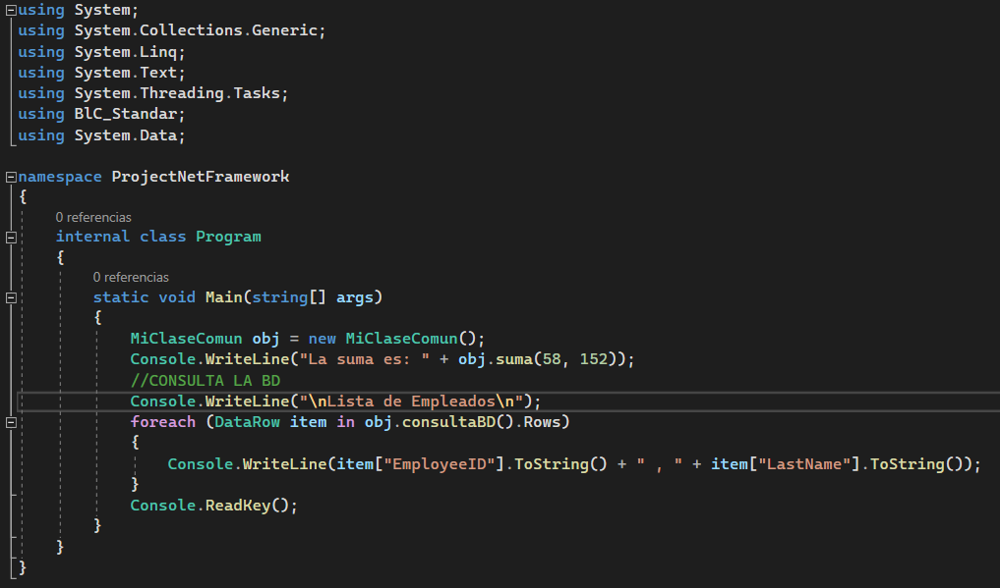 using System;
using System.Collections.Generic;
using System.Linq;
using System.Text;
using System.Threading.Tasks;
using BlC_Standar;
using System.Data;
namespace ProjectNetFramework
{
0 referencias
internal class Program
{
0 referencias
static void Main(string[] args)
{
MiClaseComun obj = new MiClaseComun();
Console.WriteLine("La suma es: " + obj.suma(58, 152));
//CONSULTA LA BD
Console.WriteLine("\nLista de Empleados\n");
foreach (DataRow item in obj.consultaBD().Rows)
{
Console.WriteLine(item["EmployeeID"].ToString() + " , " + item["LastName"].ToString());
}
Console.ReadKey();
}
}
}